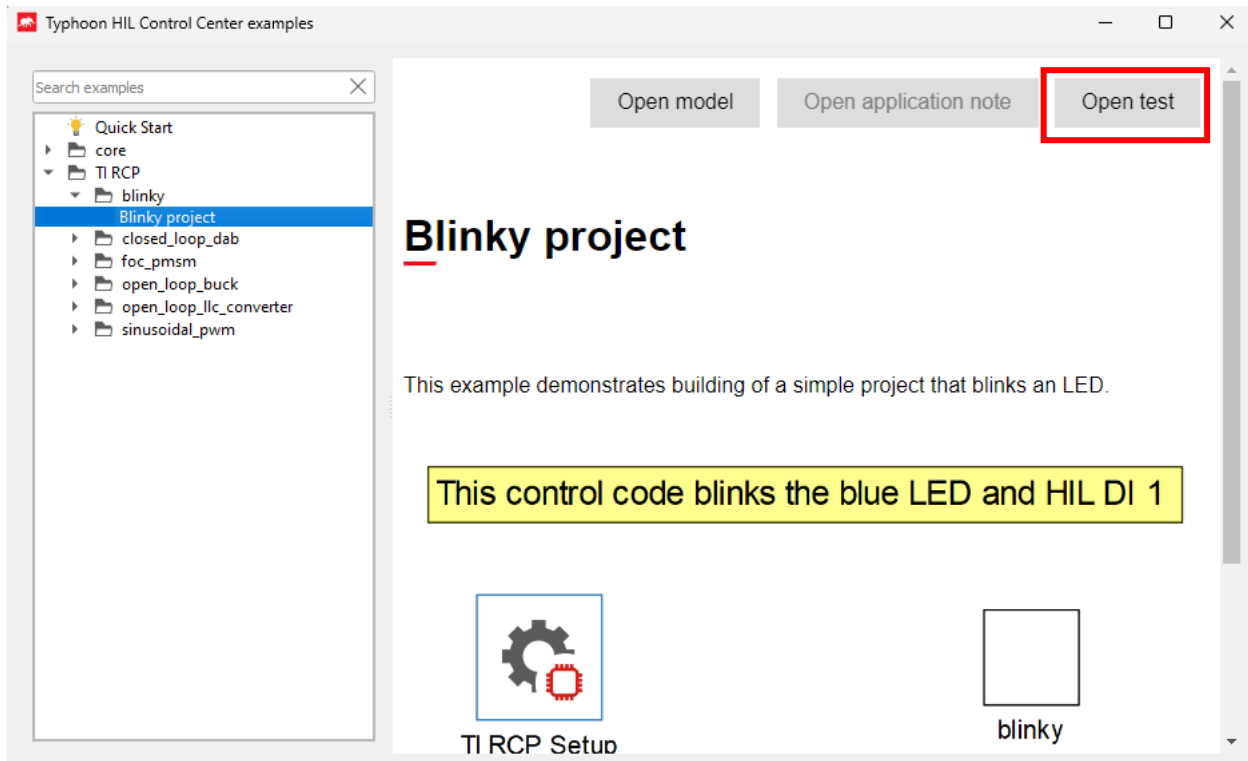 Typhoon HIL Control Center examples
Search examples
Quick Start
core
TI RCP
blinky
Blinky project
closed_loop_dab
foc_pmsm
open_loop_buck
open_loop_llc_converter
sinusoidal_pwm
Open model Open application note Open test
Blinky project
This example demonstrates building of a simple project that blinks an LED.
This control code blinks the blue LED and HIL DI 1
TI RCP Setup
blinky